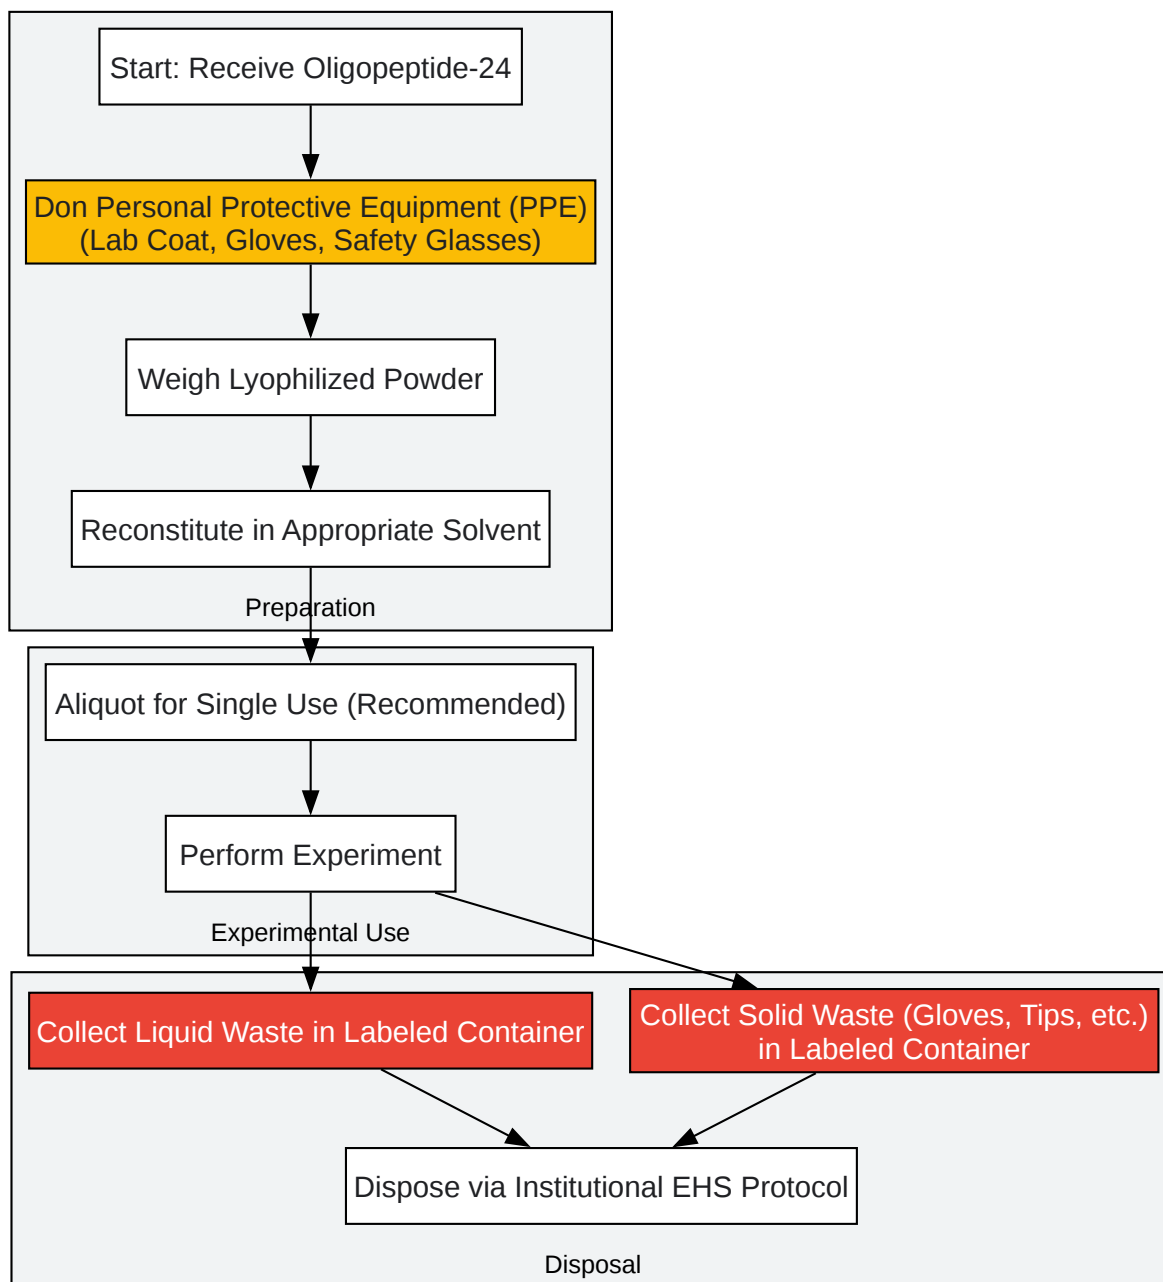 Start: Receive Oligopeptide-24
Don Personal Protective Equipment (PPE)
(Lab Coat, Gloves, Safety Glasses)
Weigh Lyophilized Powder
Reconstitute in Appropriate Solvent
Preparation
Aliquot for Single Use (Recommended)
Perform Experiment
Experimental Use
Collect Liquid Waste in Labeled Container
Collect Solid Waste (Gloves, Tips, etc.)
in Labeled Container
Dispose via Institutional EHS Protocol
Disposal